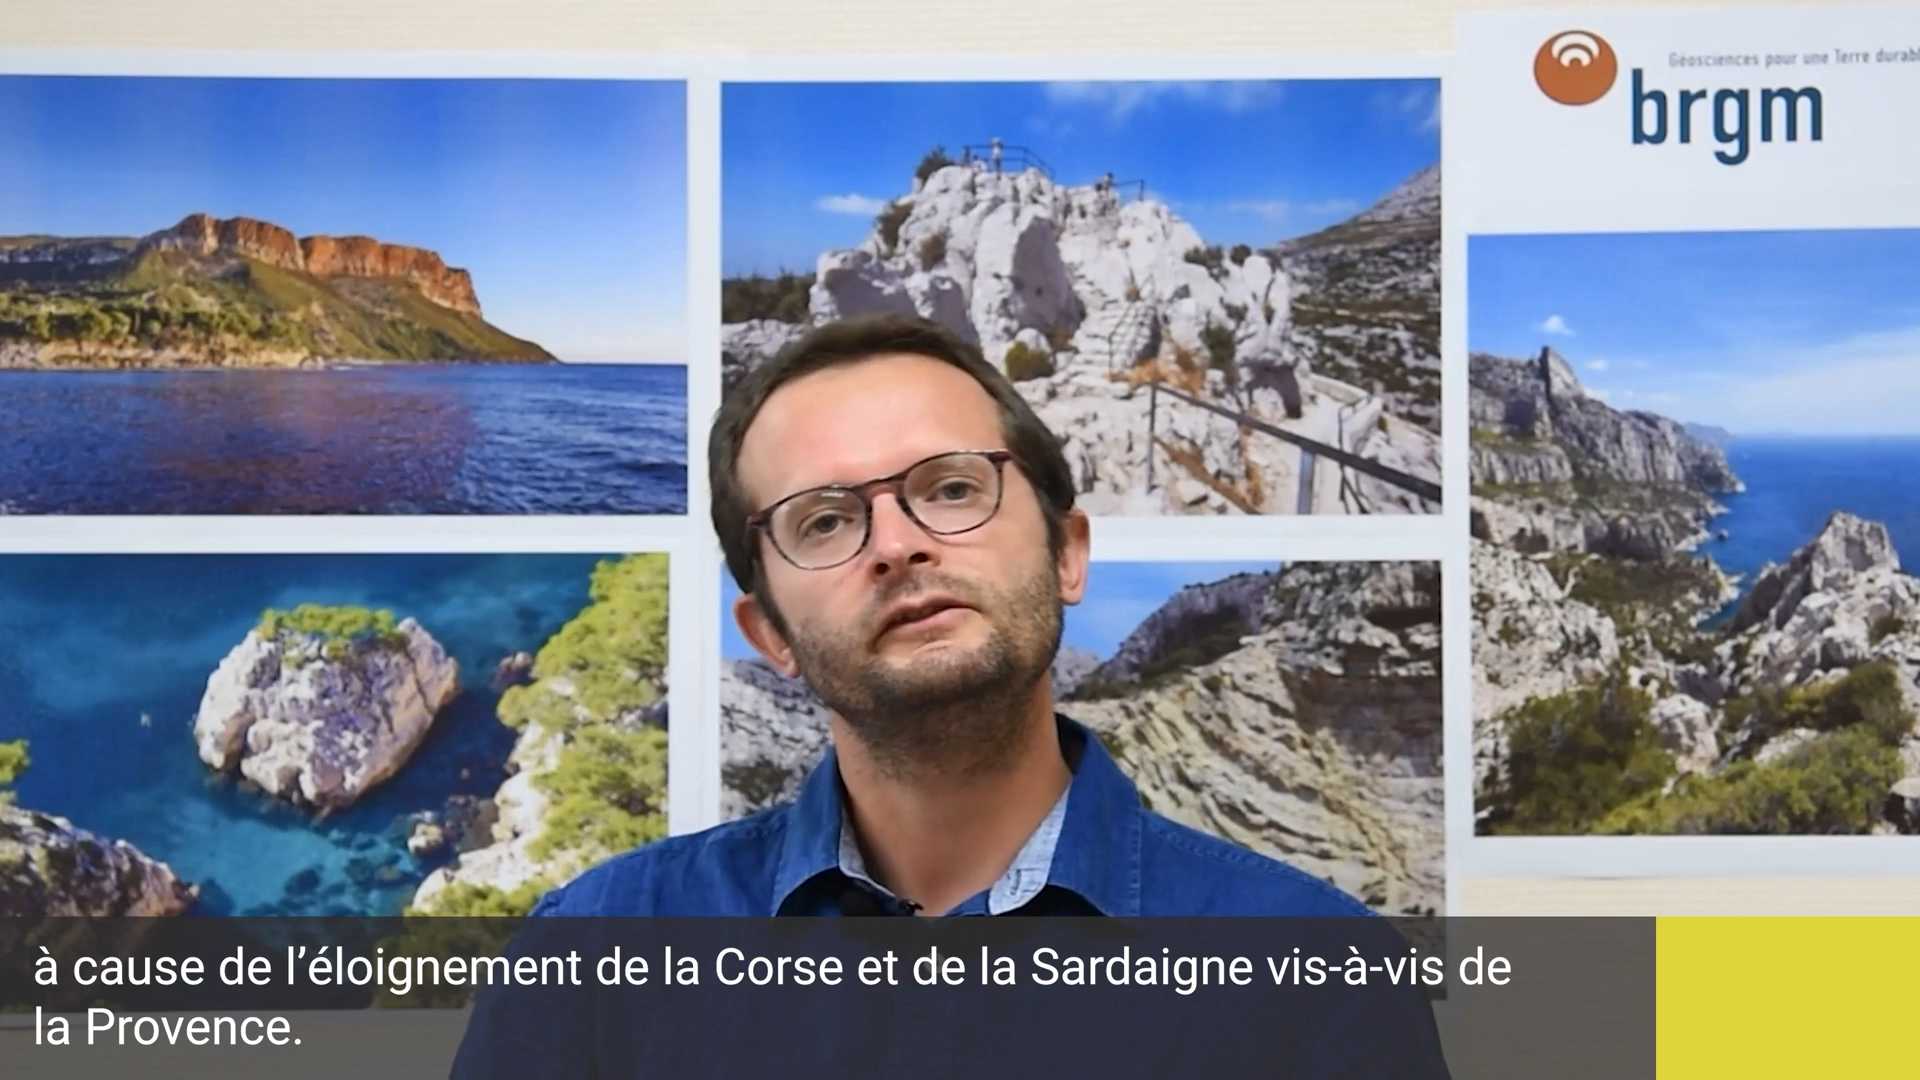 Géosciences pour une Terre durabl
brgm
à cause de l’éloignement de la Corse et de la Sardaigne vis-à-vis de
la Provence.